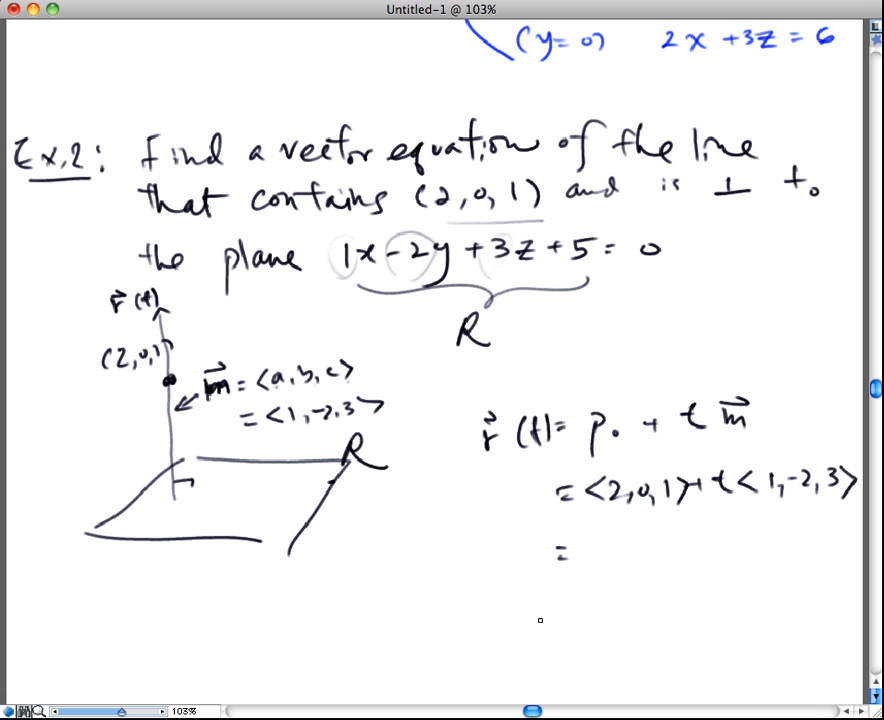 Untitled-1 @ 103%
(y=0) 2x+3z=6
Ex.2: Find a vector equation of the line
that contains (2,0,1) and is ⊥ to
the plane 1x-2y+3z+5=0
R
r⃗(t)
(2,0,1)
m⃗ = <a,b,c>
= <1,-2,3>
R
r⃗(t) = p₀ + t m⃗
= <2,0,1> + t<1,-2,3>
=
103%